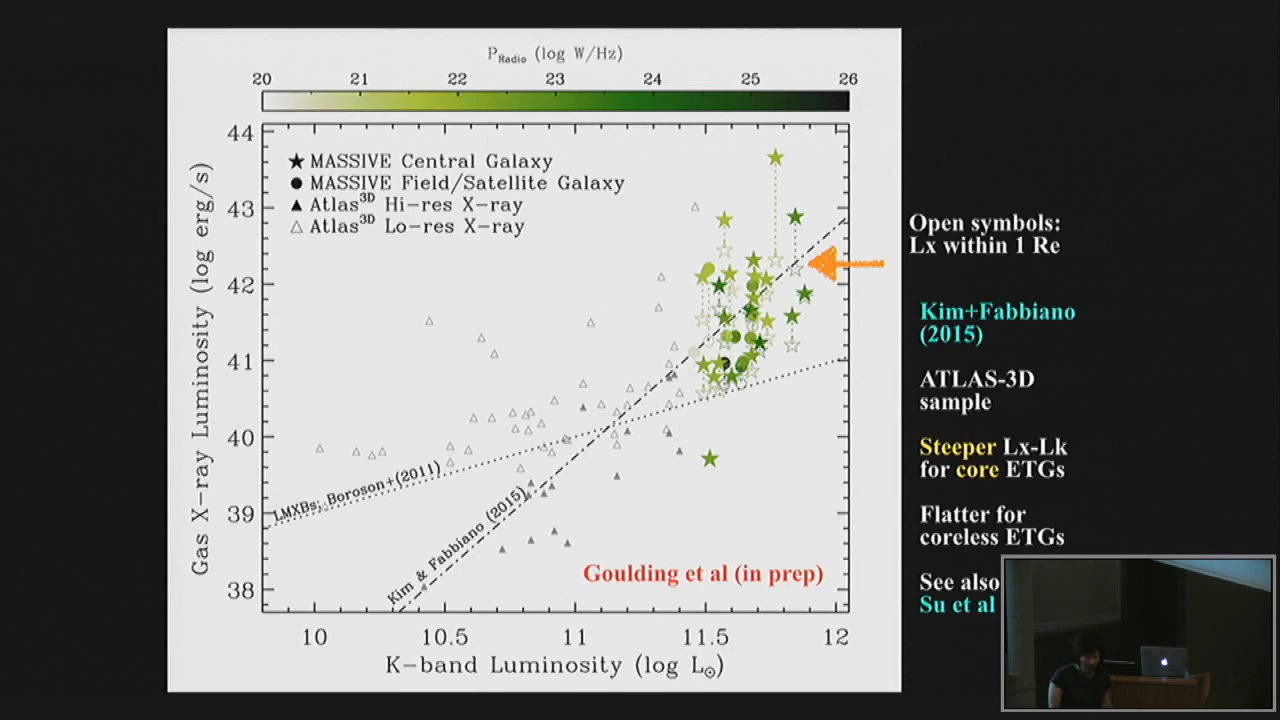 P_Radio (log W/Hz)
20 21 22 23 24 25 26
44
43
42
41
40
39
38
Gas X-ray Luminosity (log erg/s)
★ MASSIVE Central Galaxy
● MASSIVE Field/Satellite Galaxy
▲ Atlas^3D Hi-res X-ray
△ Atlas^3D Lo-res X-ray
LMXBs; Boroson+(2011)
Kim & Fabbiano (2015)
Goulding et al (in prep)
10 10.5 11 11.5 12
K-band Luminosity (log L☉)
Open symbols:
Lx within 1 Re
Kim+Fabbiano
(2015)
ATLAS-3D
sample
Steeper Lx-Lk
for core ETGs
Flatter for
coreless ETGs
See also
Su et al